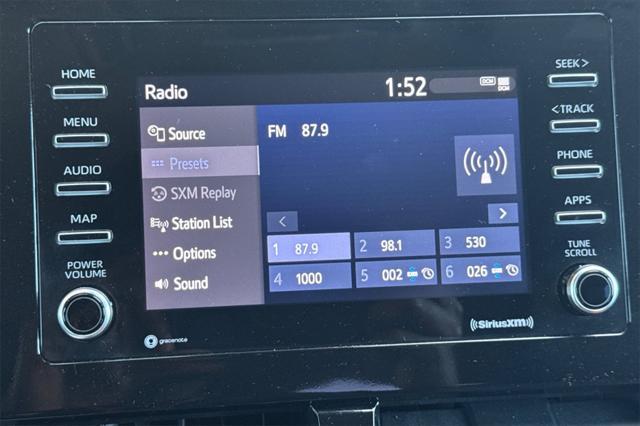 HOME
MENU
AUDIO
MAP
POWER
VOLUME
Radio
1:52
DCM
DCM
Source
Presets
SXM Replay
Station List
Options
Sound
FM 87.9
<
>
1 87.9
2 98.1
3 530
4 1000
5 002
6 026
SEEK >
< TRACK
PHONE
APPS
TUNE
SCROLL
gracenote
((SiriusXM))